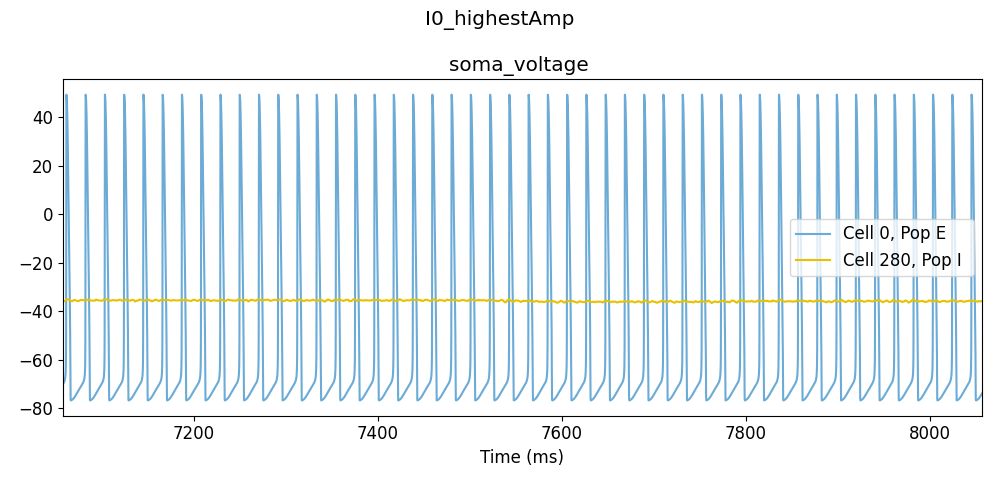 I0_highestAmp
soma_voltage
40
20
0
−20
−40
−60
−80
Cell 0, Pop E
Cell 280, Pop I
7200 7400 7600 7800 8000
Time (ms)